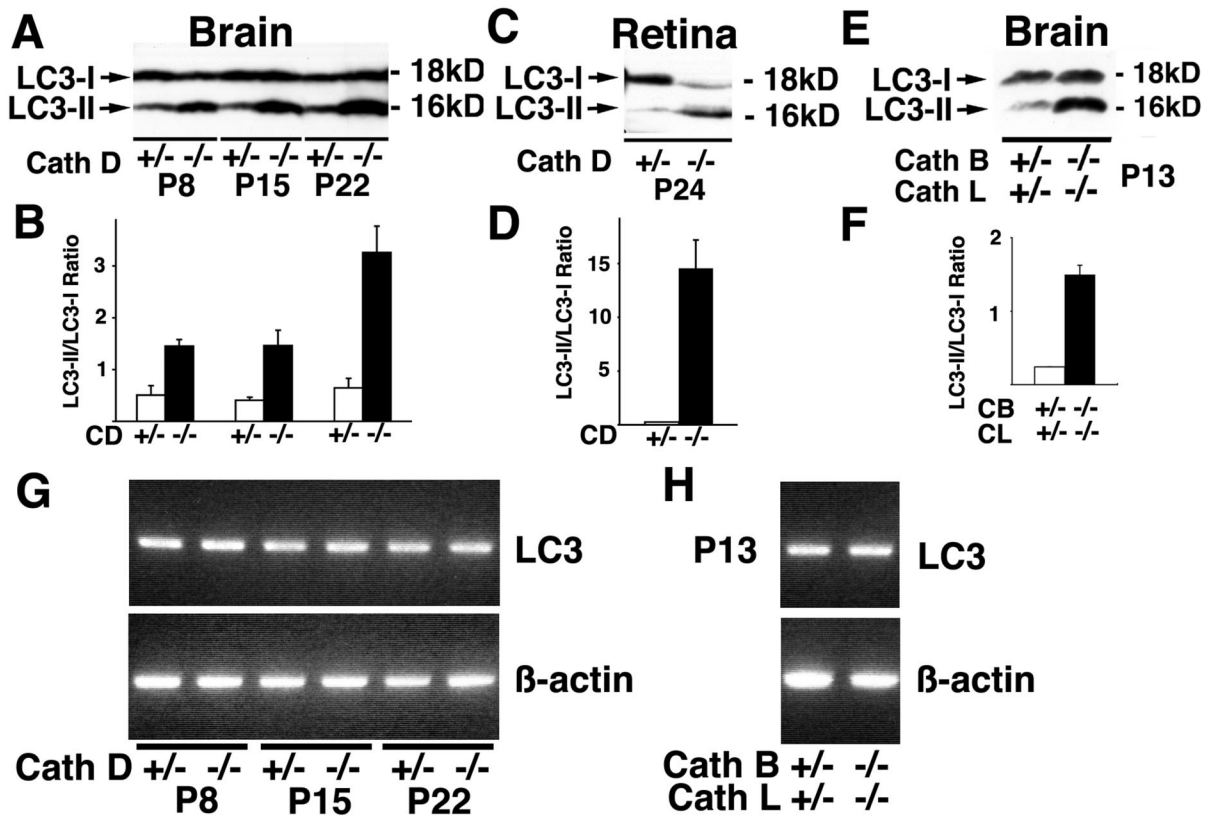 A
Brain
LC3-I
LC3-II
- 18kD
- 16kD
Cath D
+/- -/- +/- -/- +/- -/-
P8 P15 P22
B
LC3-II/LC3-I Ratio
3
2
1
CD +/- -/- +/- -/- +/- -/-
C
Retina
LC3-I
LC3-II
- 18kD
- 16kD
Cath D +/- -/-
P24
D
LC3-II/LC3-I Ratio
15
10
5
CD +/- -/-
E
Brain
LC3-I
LC3-II
- 18kD
- 16kD
Cath B +/- -/-
Cath L +/- -/-
P13
F
LC3-II/LC3-I Ratio
2
1
CB +/- -/-
CL +/- -/-
G
LC3
ß-actin
Cath D +/- -/- +/- -/- +/- -/-
P8 P15 P22
H
P13
LC3
ß-actin
Cath B +/- -/-
Cath L +/- -/-